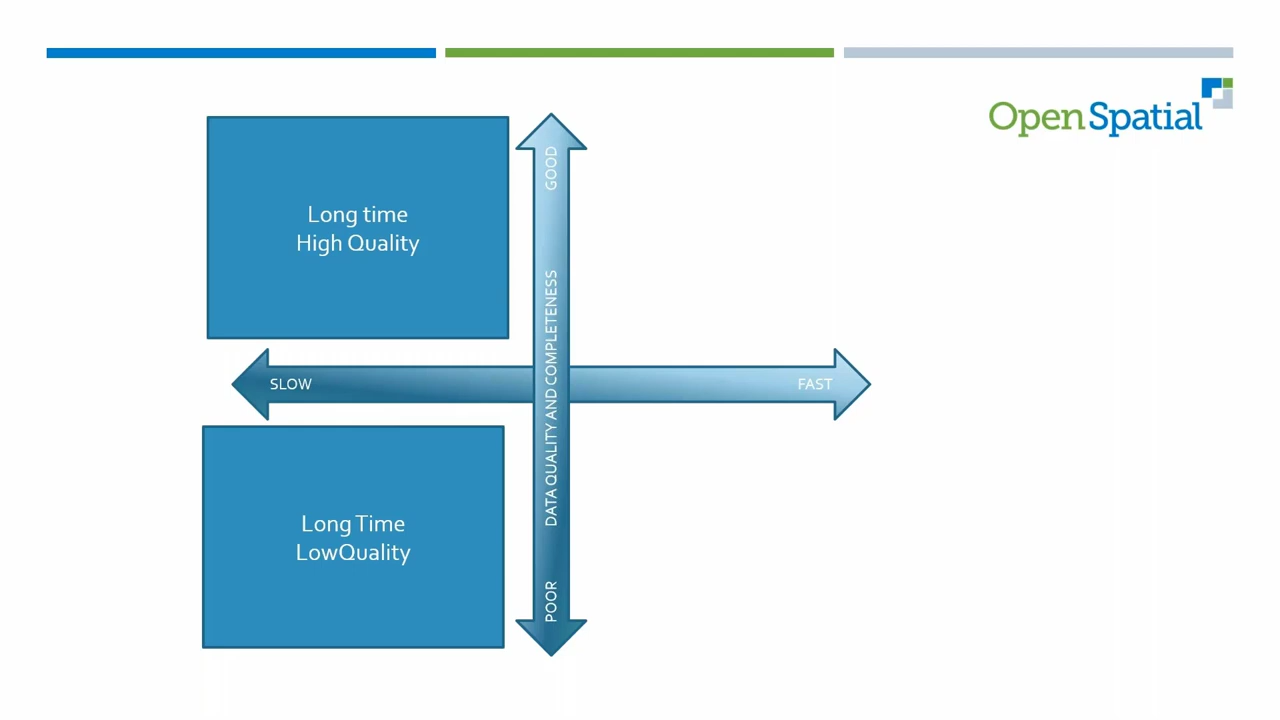 OpenSpatial
Long time
High Quality
GOOD
DATA QUALITY AND COMPLETENESS
POOR
SLOW
FAST
Long Time
LowQuality